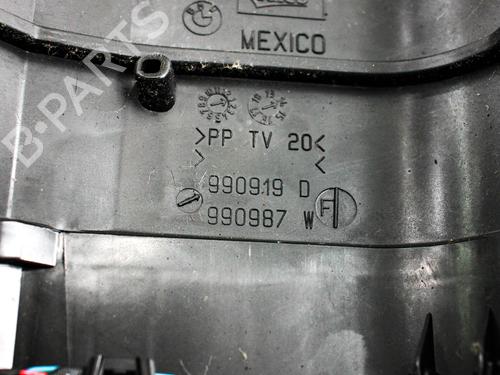 MEXICO
>PP TV 20<
990919 D
990987 W F
B·PARTS